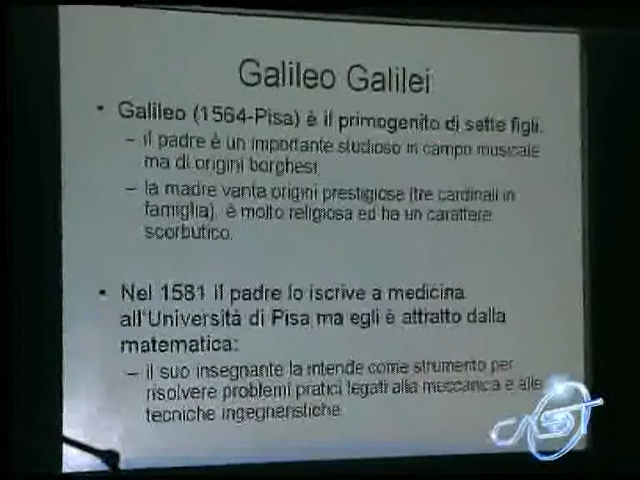 Galileo Galilei
• Galileo (1564-Pisa) è il primogenito di sette figli.
– il padre è un importante studioso in campo musicale
ma di origini borghesi
– la madre vanta origini prestigiose (tre cardinali in
famiglia), è molto religiosa ed ha un carattere
scorbutico.
• Nel 1581 il padre lo iscrive a medicina
all'Università di Pisa ma egli è attratto dalla
matematica:
– il suo insegnante la intende come strumento per
risolvere problemi pratici legati alla meccanica e alle
tecniche ingegneristiche